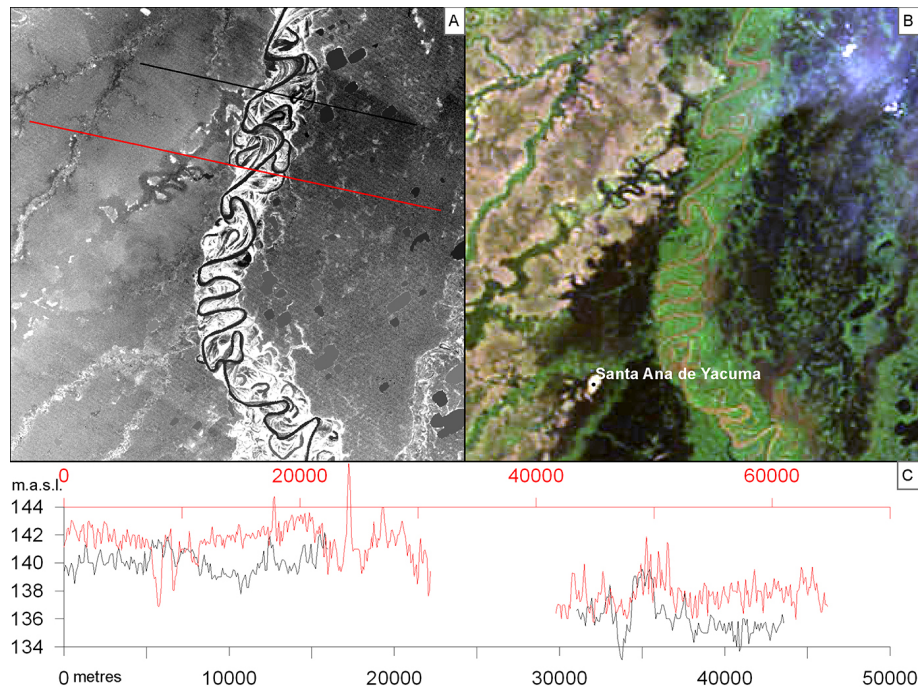 A
B
Santa Ana de Yacuma
0 20000 40000 60000
C
m.a.s.l.
144
142
140
138
136
134
0 metres 10000 20000 30000 40000 50000